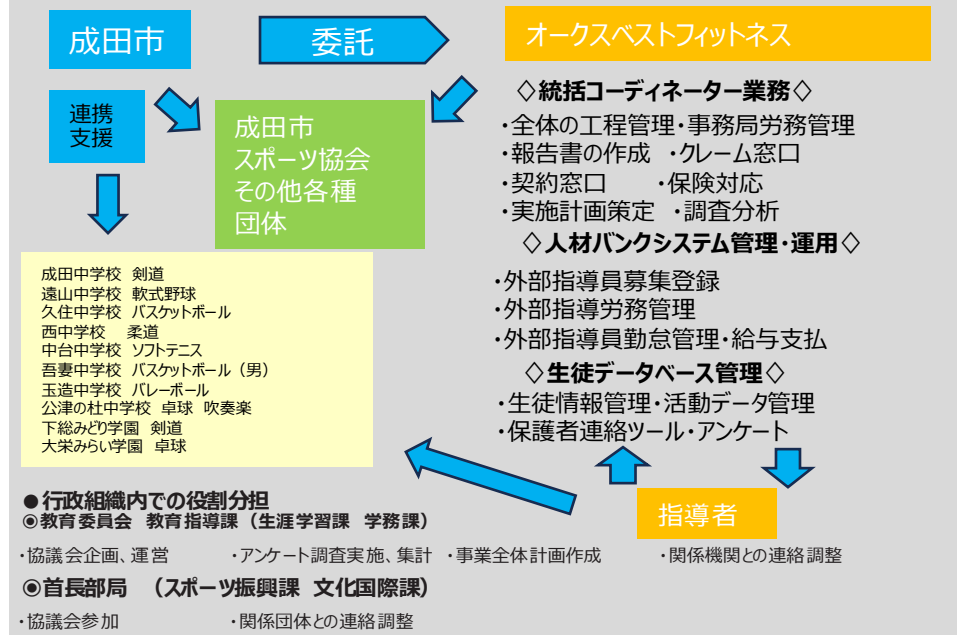 成田市
委託
オークスベストフィットネス
連携
支援
成田市
スポーツ協会
その他各種
団体
◇統括コーディネーター業務◇
・全体の工程管理・事務局労務管理
・報告書の作成 ・クレーム窓口
・契約窓口 ・保険対応
・実施計画策定 ・調査分析
◇人材バンクシステム管理・運用◇
・外部指導員募集登録
・外部指導労務管理
・外部指導員勤怠管理・給与支払
◇生徒データベース管理◇
・生徒情報管理・活動データ管理
・保護者連絡ツール・アンケート
成田中学校 剣道
遠山中学校 軟式野球
久住中学校 バスケットボール
西中学校 柔道
中台中学校 ソフトテニス
吾妻中学校 バスケットボール（男）
玉造中学校 バレーボール
公津の杜中学校 卓球 吹奏楽
下総みどり学園 剣道
大栄みらい学園 卓球
指導者
●行政組織内での役割分担
◉教育委員会 教育指導課（生涯学習課 学務課）
・協議会企画、運営 ・アンケート調査実施、集計 ・事業全体計画作成 ・関係機関との連絡調整
◉首長部局 （スポーツ振興課 文化国際課）
・協議会参加 ・関係団体との連絡調整